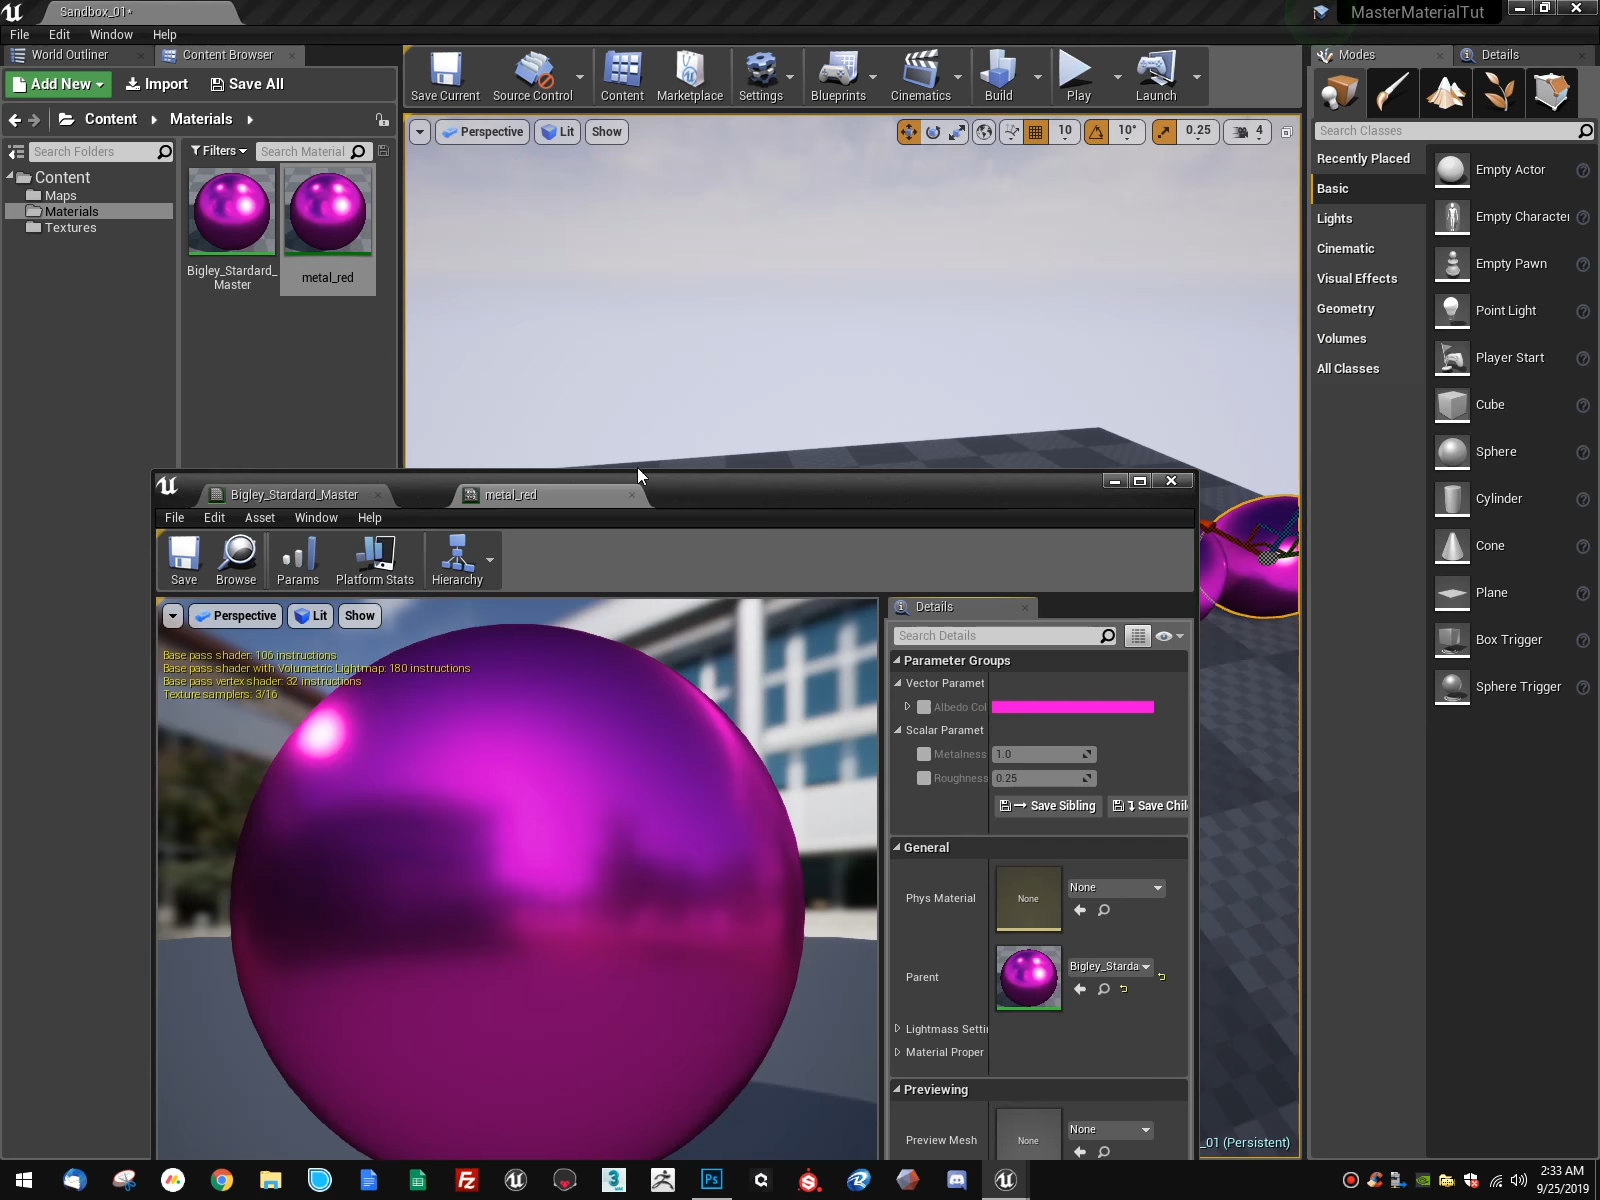 Sandbox_01*
MasterMaterialTut
File Edit Window Help
World Outliner
Content Browser
Modes
Details
Add New
Import
Save All
Save Current
Source Control
Content
Marketplace
Settings
Blueprints
Cinematics
Build
Play
Launch
Content
Materials
Search Folders
Filters
Search Material
Perspective
Lit
Show
10
10°
0.25
4
Search Classes
Content
Maps
Materials
Textures
Bigley_Stardard_
Master
metal_red
Recently Placed
Basic
Lights
Cinematic
Visual Effects
Geometry
Volumes
All Classes
Empty Actor
Empty Character
Empty Pawn
Point Light
Player Start
Cube
Sphere
Cylinder
Cone
Plane
Box Trigger
Sphere Trigger
Bigley_Stardard_Master
metal_red
File Edit Asset Window Help
Save
Browse
Params
Platform Stats
Hierarchy
Perspective
Lit
Show
Base pass shader: 106 instructions
Base pass shader with Volumetric Lightmap: 180 instructions
Base pass vertex shader: 32 instructions
Texture samplers: 3/16
Details
Search Details
Parameter Groups
Vector Paramet
Albedo Col
Scalar Paramet
Metalness 1.0
Roughness 0.25
Save Sibling
Save Chil
General
Phys Material
None
None
Parent
Bigley_Starda
Lightmass Setti
Material Proper
Previewing
Preview Mesh
None
None
_01 (Persistent)
2:33 AM
9/25/2019